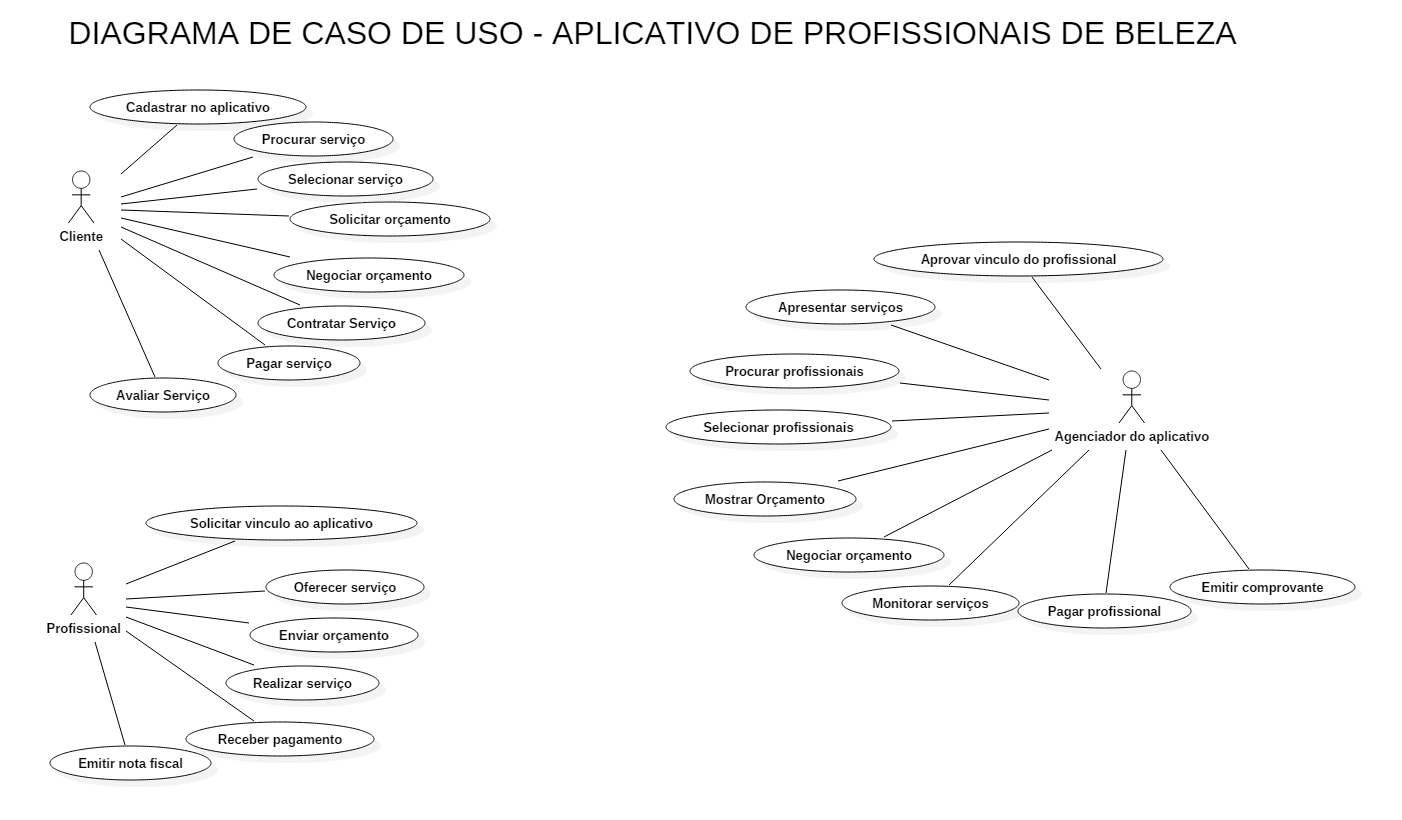 DIAGRAMA DE CASO DE USO - APLICATIVO DE PROFISSIONAIS DE BELEZA
Cadastrar no aplicativo
Procurar serviço
Selecionar serviço
Solicitar orçamento
Cliente
Negociar orçamento
Contratar Serviço
Pagar serviço
Avaliar Serviço
Solicitar vinculo ao aplicativo
Oferecer serviço
Profissional
Enviar orçamento
Realizar serviço
Receber pagamento
Emitir nota fiscal
Aprovar vinculo do profissional
Apresentar serviços
Procurar profissionais
Selecionar profissionais
Agenciador do aplicativo
Mostrar Orçamento
Negociar orçamento
Monitorar serviços
Pagar profissional
Emitir comprovante